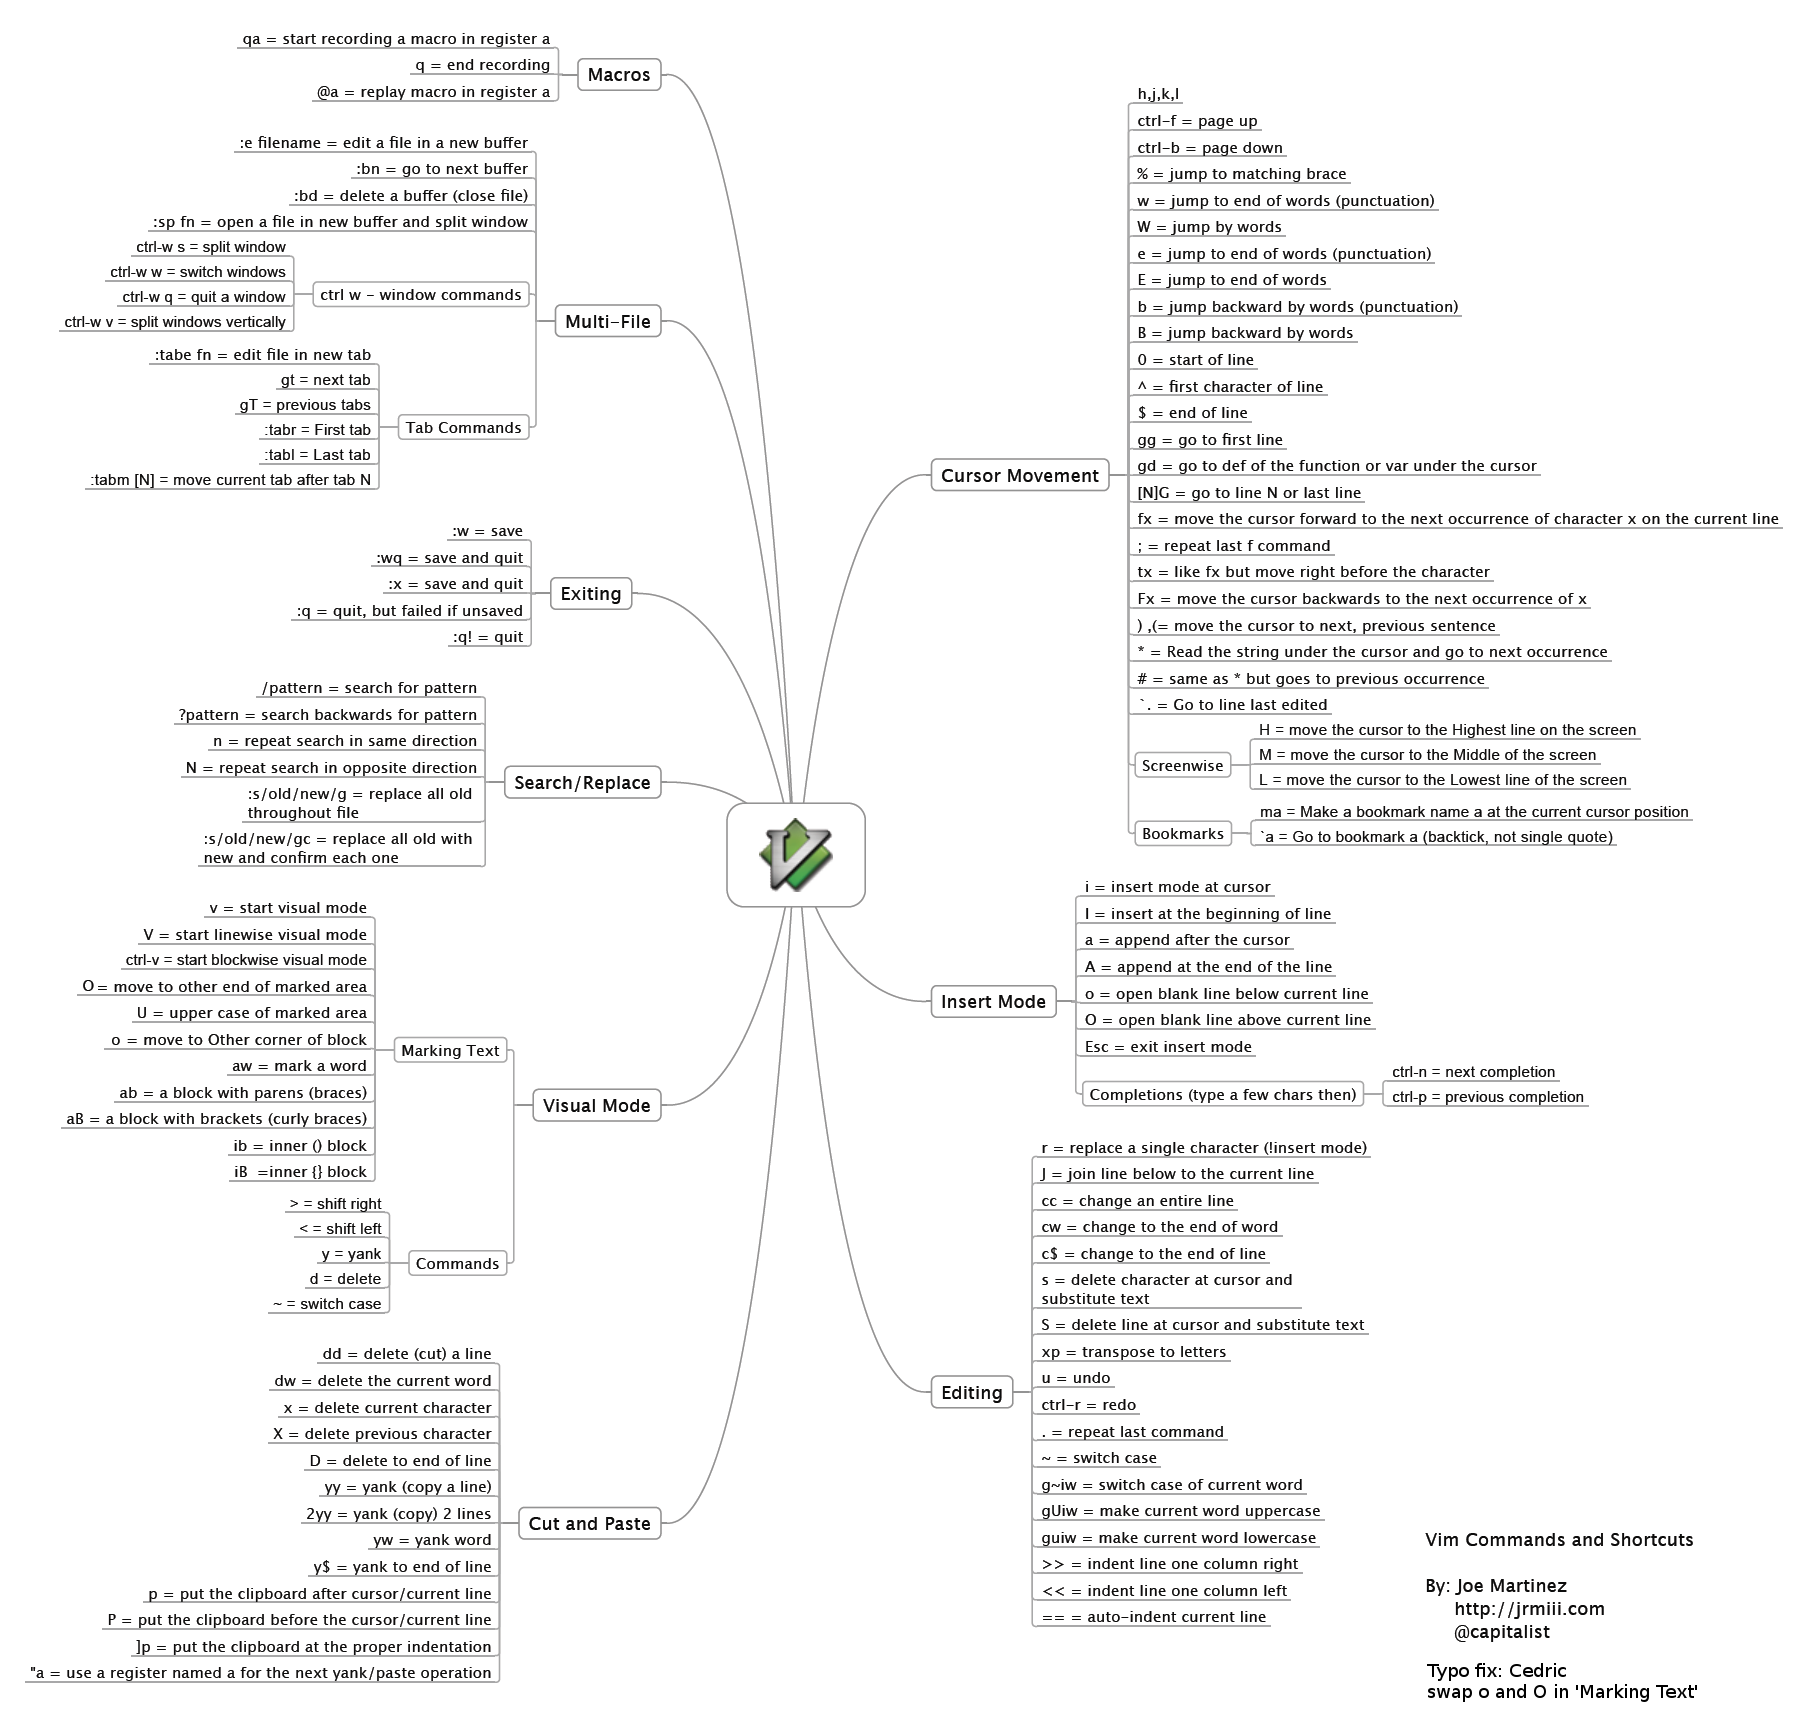 qa = start recording a macro in register a
q = end recording
@a = replay macro in register a
Macros
:e filename = edit a file in a new buffer
:bn = go to next buffer
:bd = delete a buffer (close file)
:sp fn = open a file in new buffer and split window
ctrl-w s = split window
ctrl-w w = switch windows
ctrl-w q = quit a window
ctrl-w v = split windows vertically
ctrl w - window commands
Multi-File
:tabe fn = edit file in new tab
gt = next tab
gT = previous tabs
:tabr = First tab
:tabl = Last tab
:tabm [N] = move current tab after tab N
Tab Commands
:w = save
:wq = save and quit
:x = save and quit
:q = quit, but failed if unsaved
:q! = quit
Exiting
/pattern = search for pattern
?pattern = search backwards for pattern
n = repeat search in same direction
N = repeat search in opposite direction
:s/old/new/g = replace all old
throughout file
:s/old/new/gc = replace all old with
new and confirm each one
Search/Replace
v = start visual mode
V = start linewise visual mode
ctrl-v = start blockwise visual mode
O = move to other end of marked area
U = upper case of marked area
o = move to Other corner of block
aw = mark a word
ab = a block with parens (braces)
aB = a block with brackets (curly braces)
ib = inner () block
iB =inner {} block
Marking Text
Visual Mode
> = shift right
< = shift left
y = yank
d = delete
~ = switch case
Commands
dd = delete (cut) a line
dw = delete the current word
x = delete current character
X = delete previous character
D = delete to end of line
yy = yank (copy a line)
2yy = yank (copy) 2 lines
yw = yank word
y$ = yank to end of line
p = put the clipboard after cursor/current line
P = put the clipboard before the cursor/current line
]p = put the clipboard at the proper indentation
"a = use a register named a for the next yank/paste operation
Cut and Paste
Cursor Movement
h,j,k,l
ctrl-f = page up
ctrl-b = page down
% = jump to matching brace
w = jump to end of words (punctuation)
W = jump by words
e = jump to end of words (punctuation)
E = jump to end of words
b = jump backward by words (punctuation)
B = jump backward by words
0 = start of line
^ = first character of line
$ = end of line
gg = go to first line
gd = go to def of the function or var under the cursor
[N]G = go to line N or last line
fx = move the cursor forward to the next occurrence of character x on the current line
; = repeat last f command
tx = like fx but move right before the character
Fx = move the cursor backwards to the next occurrence of x
) ,(= move the cursor to next, previous sentence
* = Read the string under the cursor and go to next occurrence
# = same as * but goes to previous occurrence
`. = Go to line last edited
Screenwise
H = move the cursor to the Highest line on the screen
M = move the cursor to the Middle of the screen
L = move the cursor to the Lowest line of the screen
Bookmarks
ma = Make a bookmark name a at the current cursor position
`a = Go to bookmark a (backtick, not single quote)
Insert Mode
i = insert mode at cursor
I = insert at the beginning of line
a = append after the cursor
A = append at the end of the line
o = open blank line below current line
O = open blank line above current line
Esc = exit insert mode
Completions (type a few chars then)
ctrl-n = next completion
ctrl-p = previous completion
Editing
r = replace a single character (!insert mode)
J = join line below to the current line
cc = change an entire line
cw = change to the end of word
c$ = change to the end of line
s = delete character at cursor and
substitute text
S = delete line at cursor and substitute text
xp = transpose to letters
u = undo
ctrl-r = redo
. = repeat last command
~ = switch case
g~iw = switch case of current word
gUiw = make current word uppercase
guiw = make current word lowercase
>> = indent line one column right
<< = indent line one column left
== = auto-indent current line
Vim Commands and Shortcuts
By: Joe Martinez
http://jrmiii.com
@capitalist
Typo fix: Cedric
swap o and O in 'Marking Text'